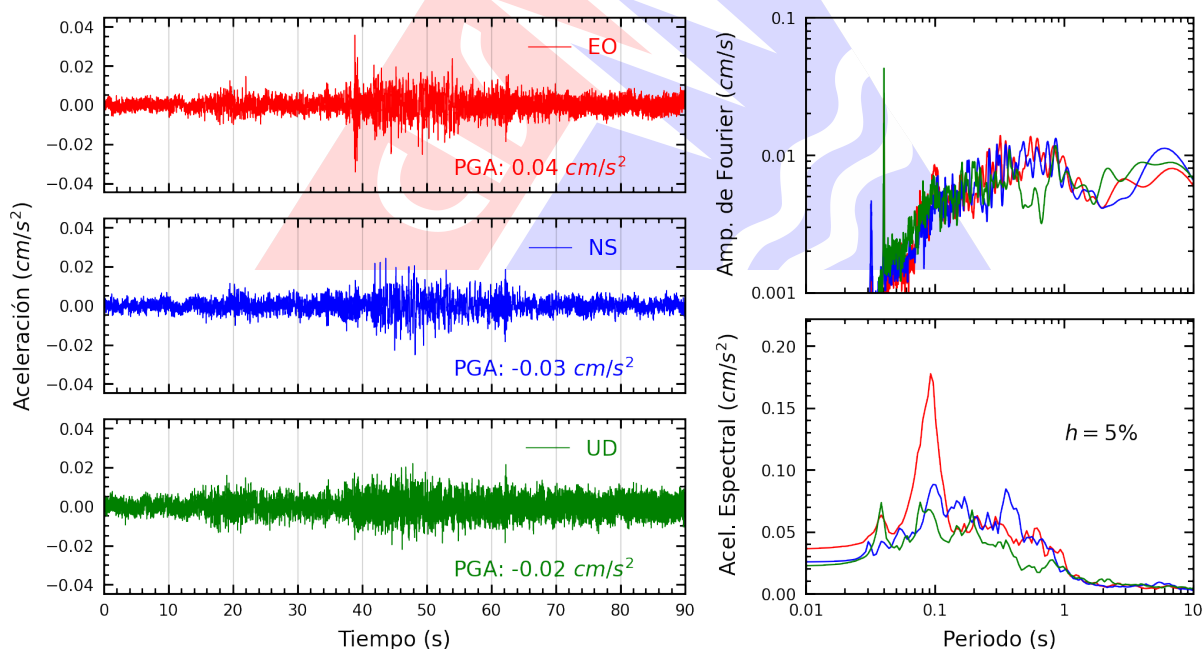 Aceleración (cm/s²)
0.04
0.02
0.00
−0.02
−0.04
EO
PGA: 0.04 cm/s²
0.04
0.02
0.00
−0.02
−0.04
NS
PGA: -0.03 cm/s²
0.04
0.02
0.00
−0.02
−0.04
UD
PGA: -0.02 cm/s²
0 10 20 30 40 50 60 70 80 90
Tiempo (s)
Amp. de Fourier (cm/s)
0.1
0.01
0.001
Acel. Espectral (cm/s²)
0.20
0.15
0.10
0.05
0.00
h = 5%
0.01 0.1 1 10
Periodo (s)